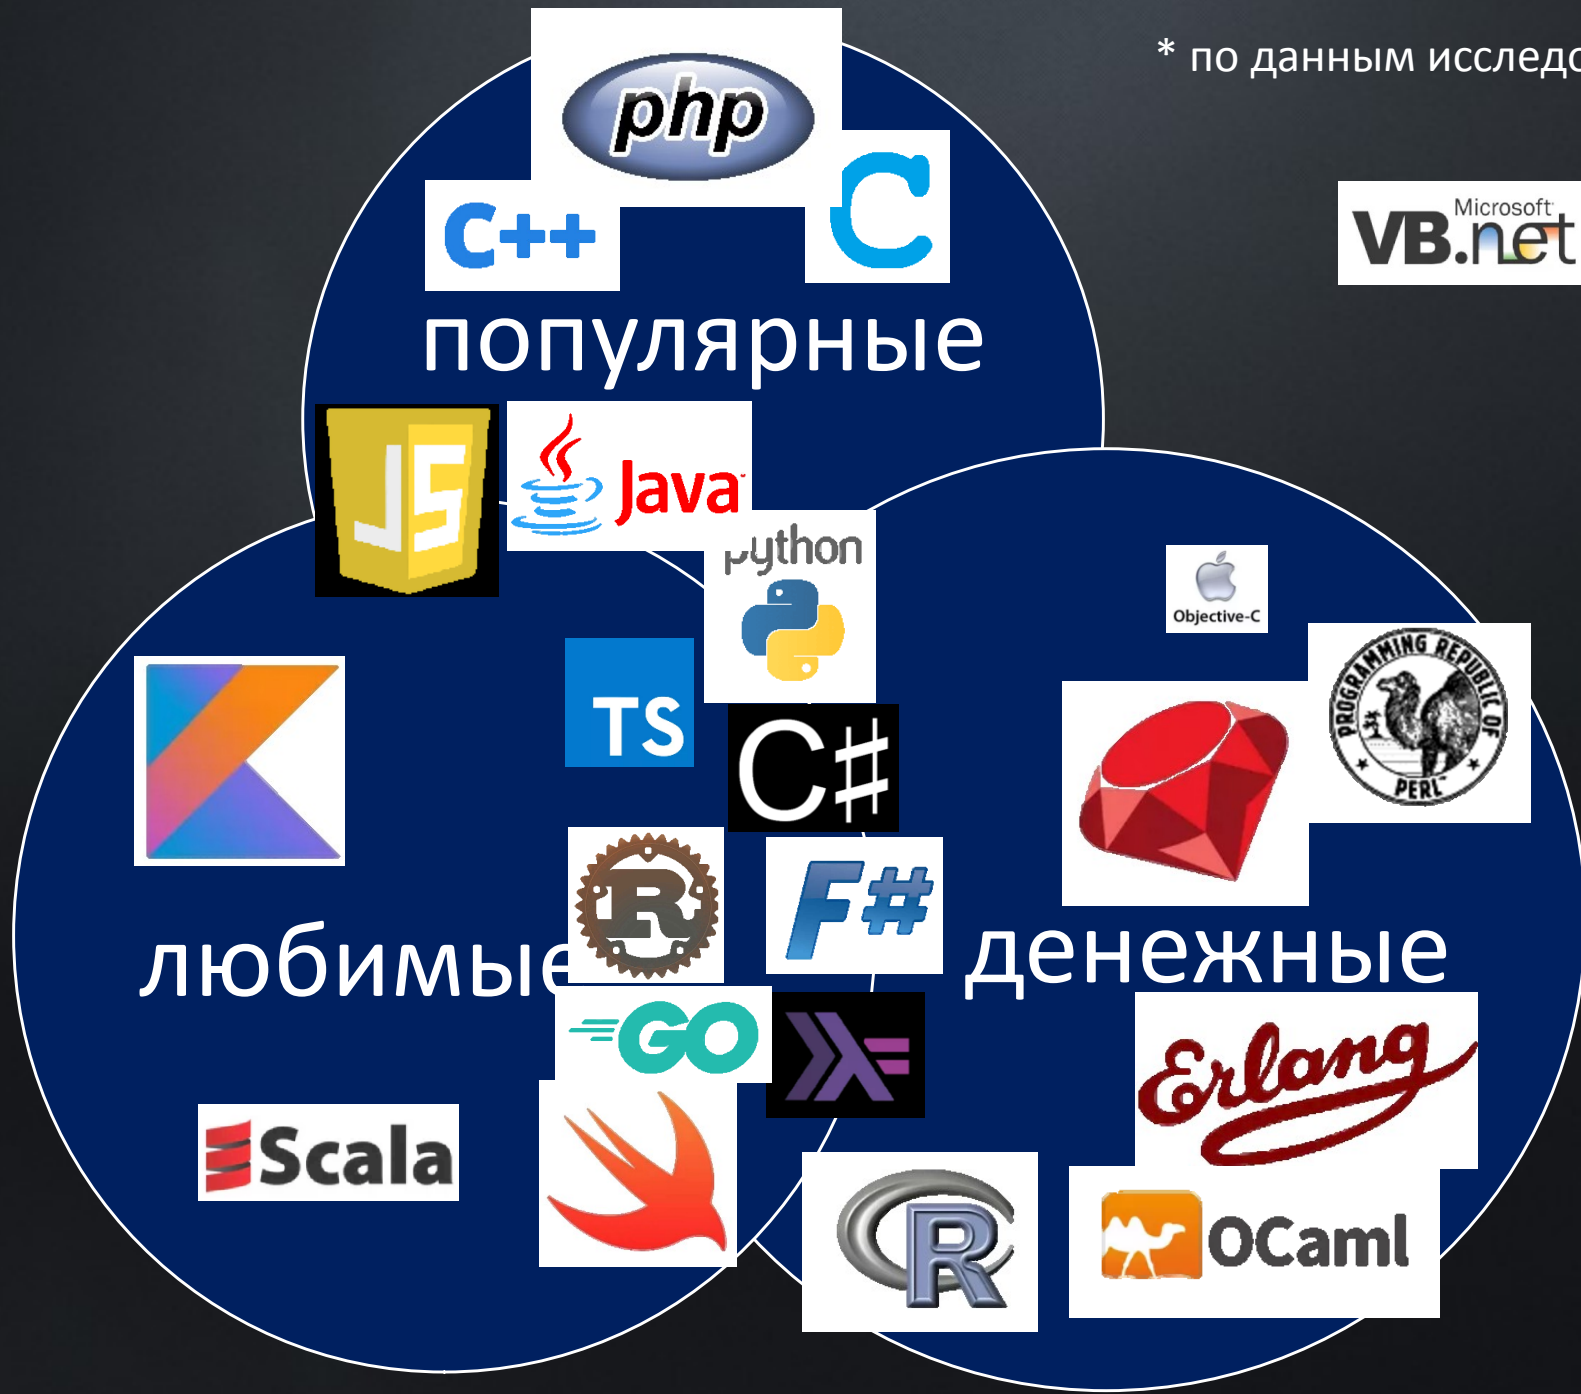 * по данным исследо
php
C++
C
Microsoft
VB.net
популярные
JS
Java
python
Objective-C
PROGRAMMING REPUBLIC OF PERL
TS
C#
R
F#
любимые
денежные
GO
Erlang
Scala
R
OCaml